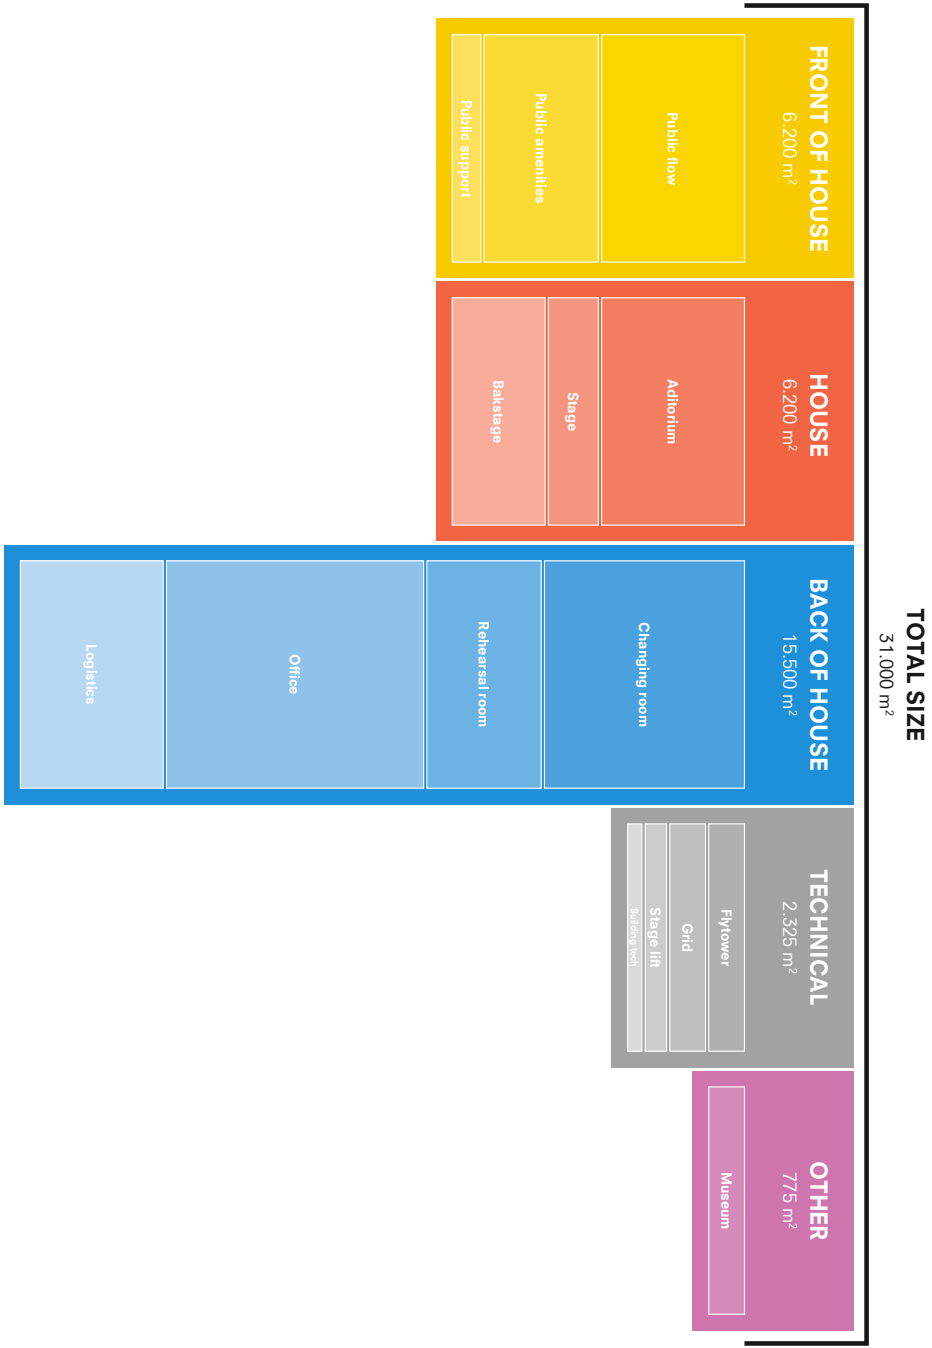 TOTAL SIZE
31.000 m²
FRONT OF HOUSE
6.200 m²
Public flow
Public amenities
Public support
HOUSE
6.200 m²
Aditorium
Stage
Bakstage
BACK OF HOUSE
15.500 m²
Changing room
Rehearsal room
Office
Logistics
TECHNICAL
2.325 m²
Flytower
Grid
Stage lift
Building tech
OTHER
775 m²
Museum